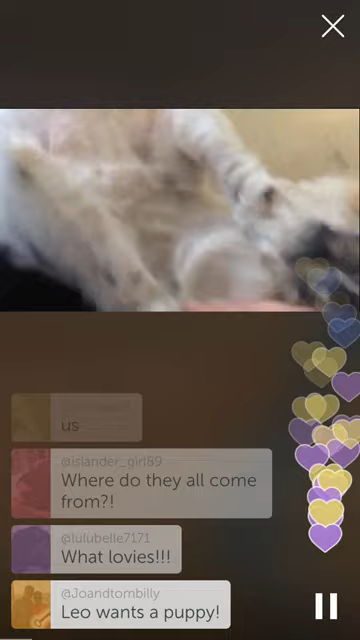 us
@islander_girl89
Where do they all come
from?!
@lulubelle7171
What lovies!!!
@Joandtombilly
Leo wants a puppy!